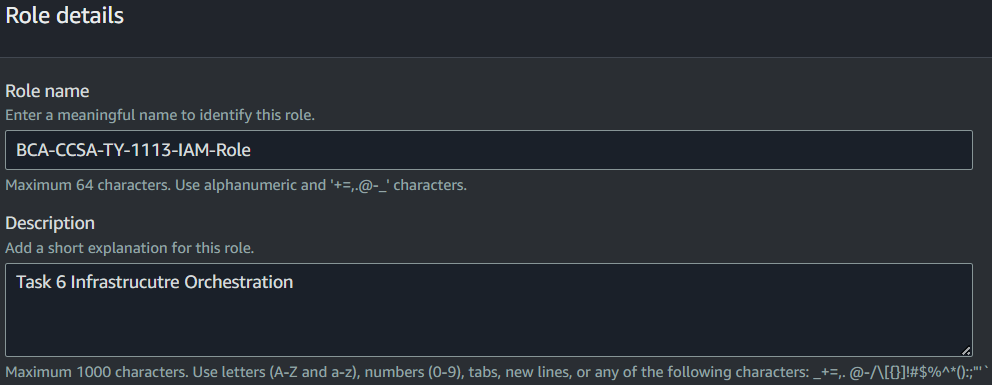 Role details
Role name
Enter a meaningful name to identify this role.
BCA-CCSA-TY-1113-IAM-Role
Maximum 64 characters. Use alphanumeric and '+=,.@-_' characters.
Description
Add a short explanation for this role.
Task 6 Infrastrucutre Orchestration
Maximum 1000 characters. Use letters (A-Z and a-z), numbers (0-9), tabs, new lines, or any of the following characters: _+=,. @-/\[{}]!#$%^*();:"'`